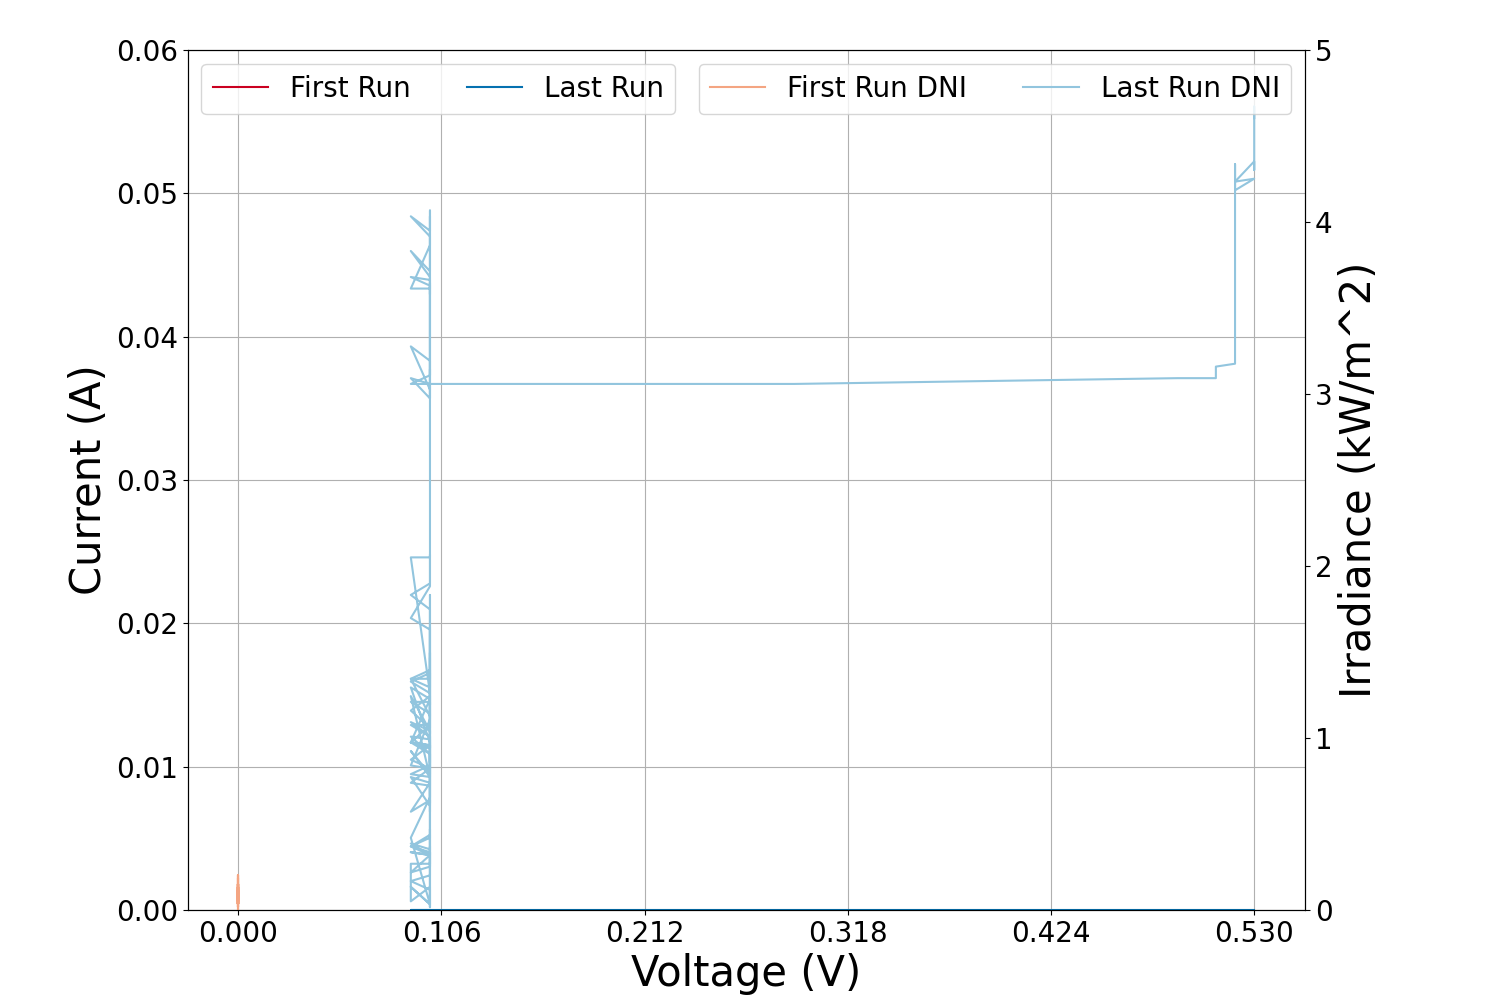 First Run
Last Run
First Run DNI
Last Run DNI
0.06
0.05
0.04
0.03
0.02
0.01
0.00
Current (A)
5
4
3
2
1
0
Irradiance (kW/m^2)
0.000
0.106
0.212
0.318
0.424
0.530
Voltage (V)